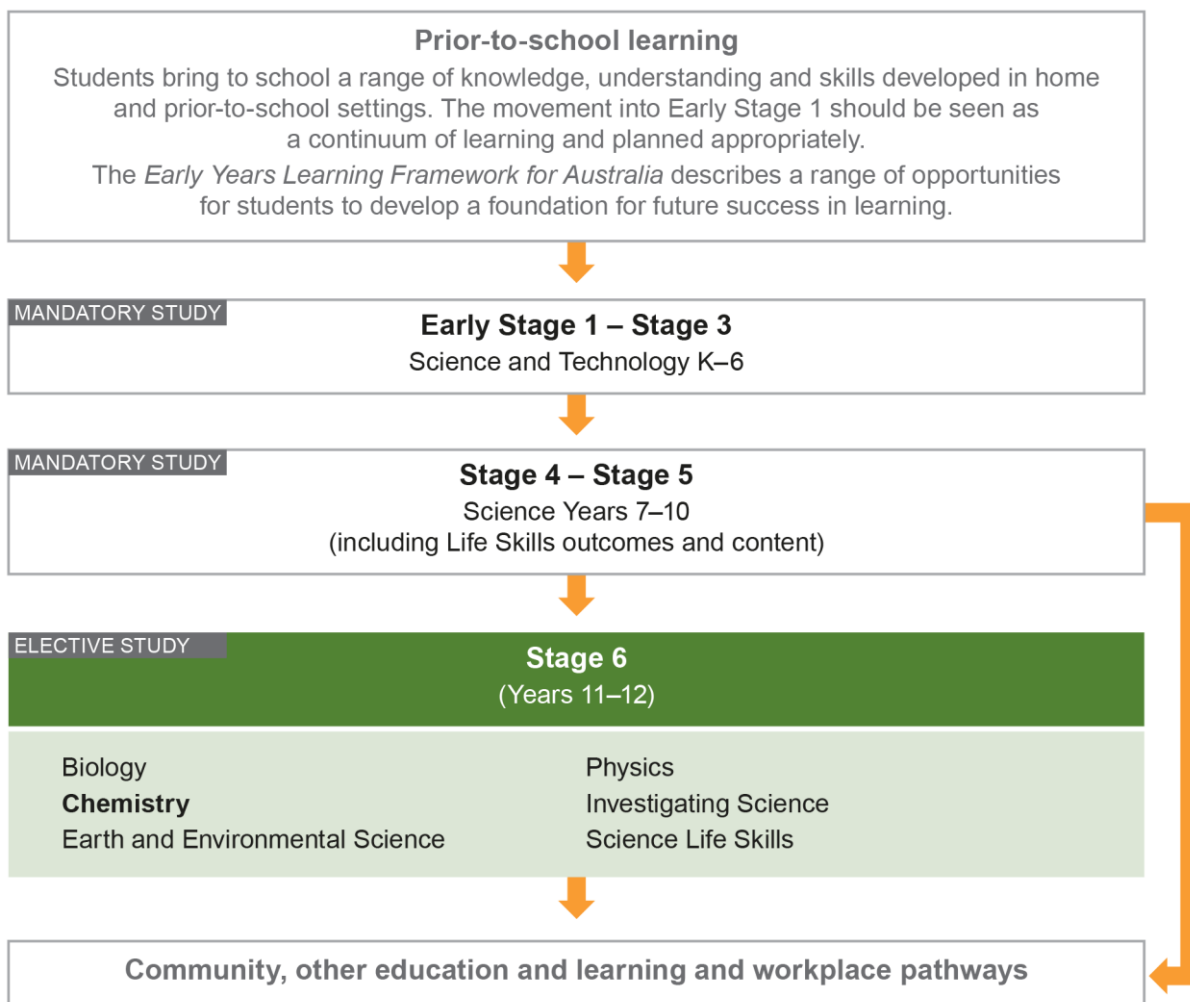 Prior-to-school learning
Students bring to school a range of knowledge, understanding and skills developed in home
and prior-to-school settings. The movement into Early Stage 1 should be seen as
a continuum of learning and planned appropriately.
The Early Years Learning Framework for Australia describes a range of opportunities
for students to develop a foundation for future success in learning.
MANDATORY STUDY
Early Stage 1 – Stage 3
Science and Technology K–6
MANDATORY STUDY
Stage 4 – Stage 5
Science Years 7–10
(including Life Skills outcomes and content)
ELECTIVE STUDY
Stage 6
(Years 11–12)
Biology
Chemistry
Earth and Environmental Science
Physics
Investigating Science
Science Life Skills
Community, other education and learning and workplace pathways